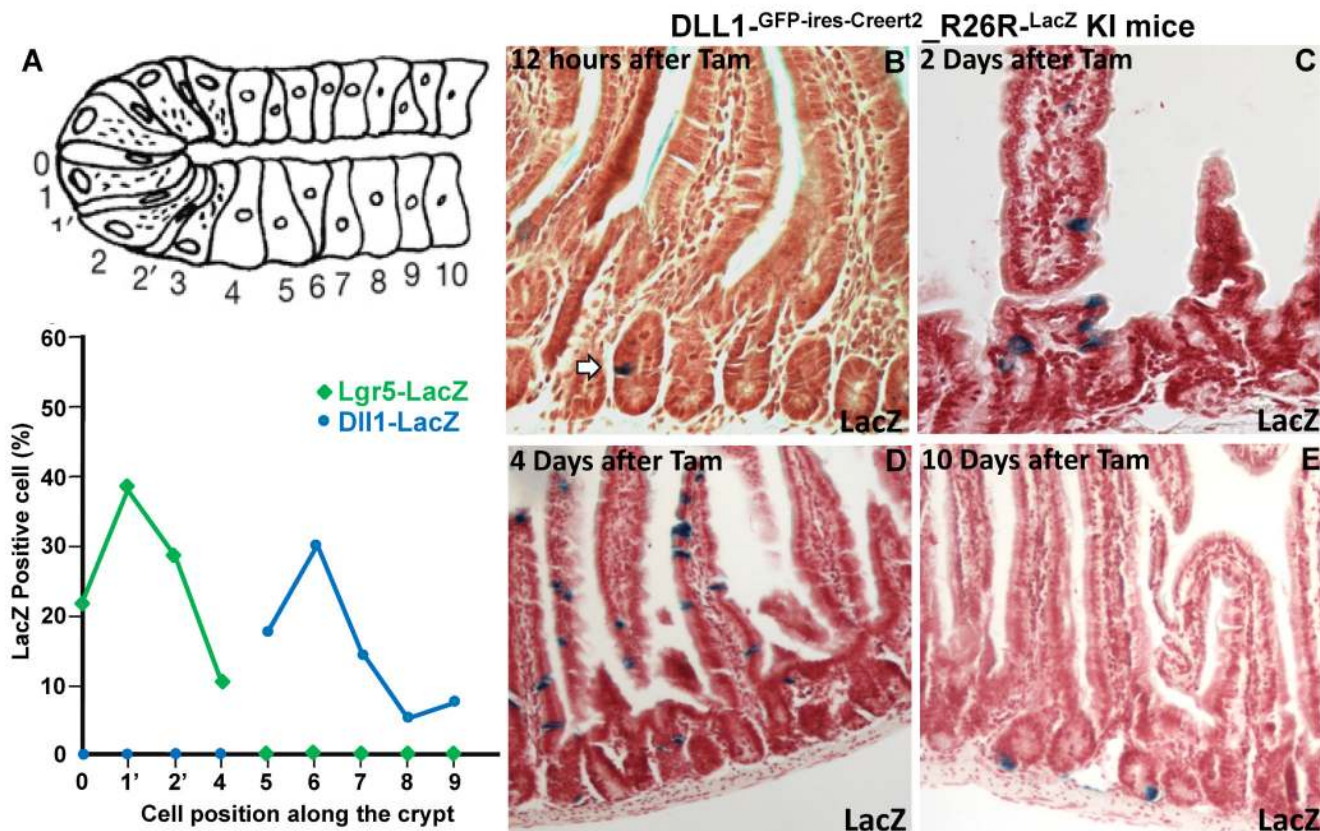 DLL1-GFP-ires-Creert2_R26R-LacZ KI mice
A
0
1
1'
2
2'
3
4
5
6
7
8
9
10
60
50
40
30
20
10
0
LacZ Positive cell (%)
Lgr5-LacZ
Dll1-LacZ
0 1' 2' 4 5 6 7 8 9
Cell position along the crypt
12 hours after Tam B
LacZ
2 Days after Tam C
LacZ
4 Days after Tam D
LacZ
10 Days after Tam E
LacZ